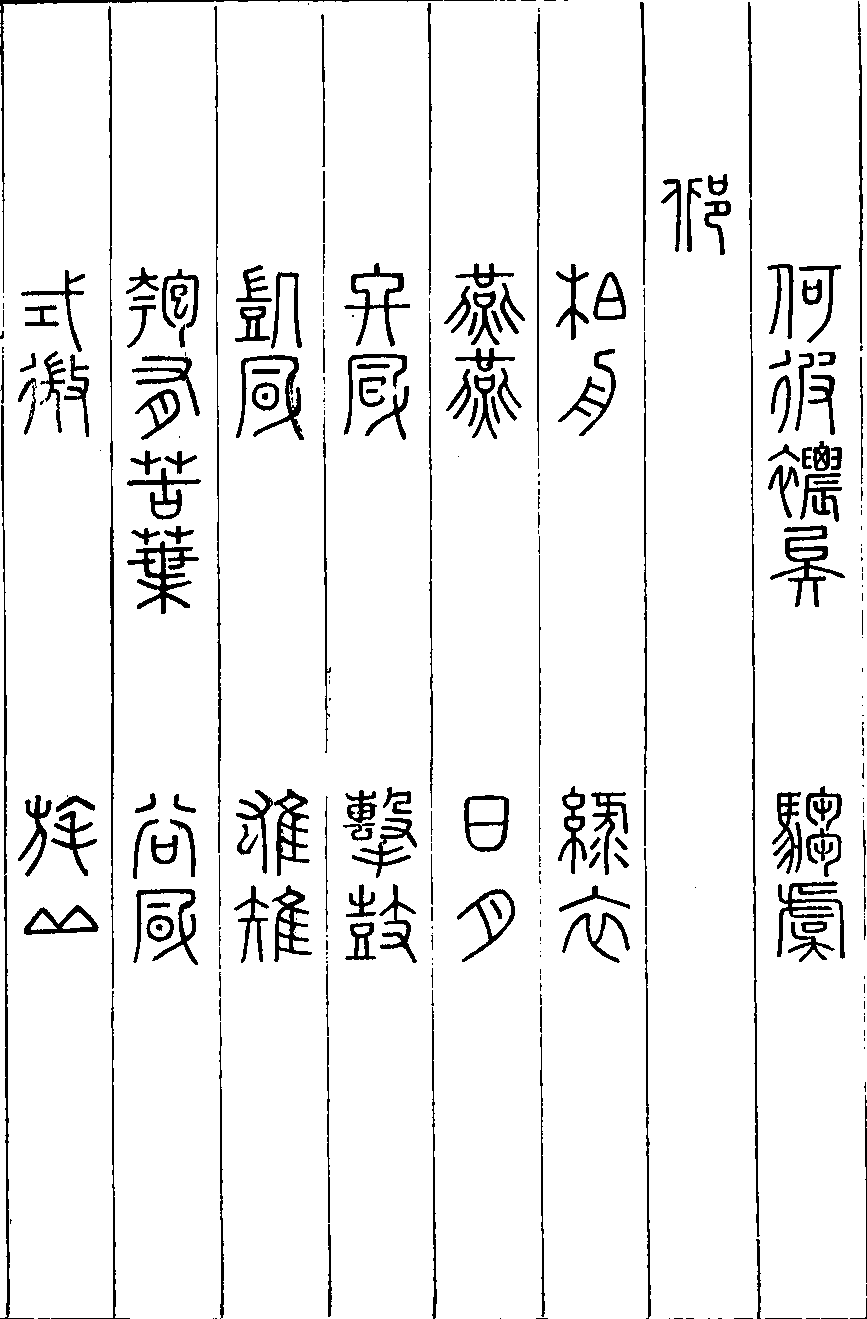 何彼襛矣 騶虞
邶
柏舟 綠衣
燕燕 日月
終風 擊鼓
凱風 雄雉
匏有苦葉 谷風
式微 旄丘